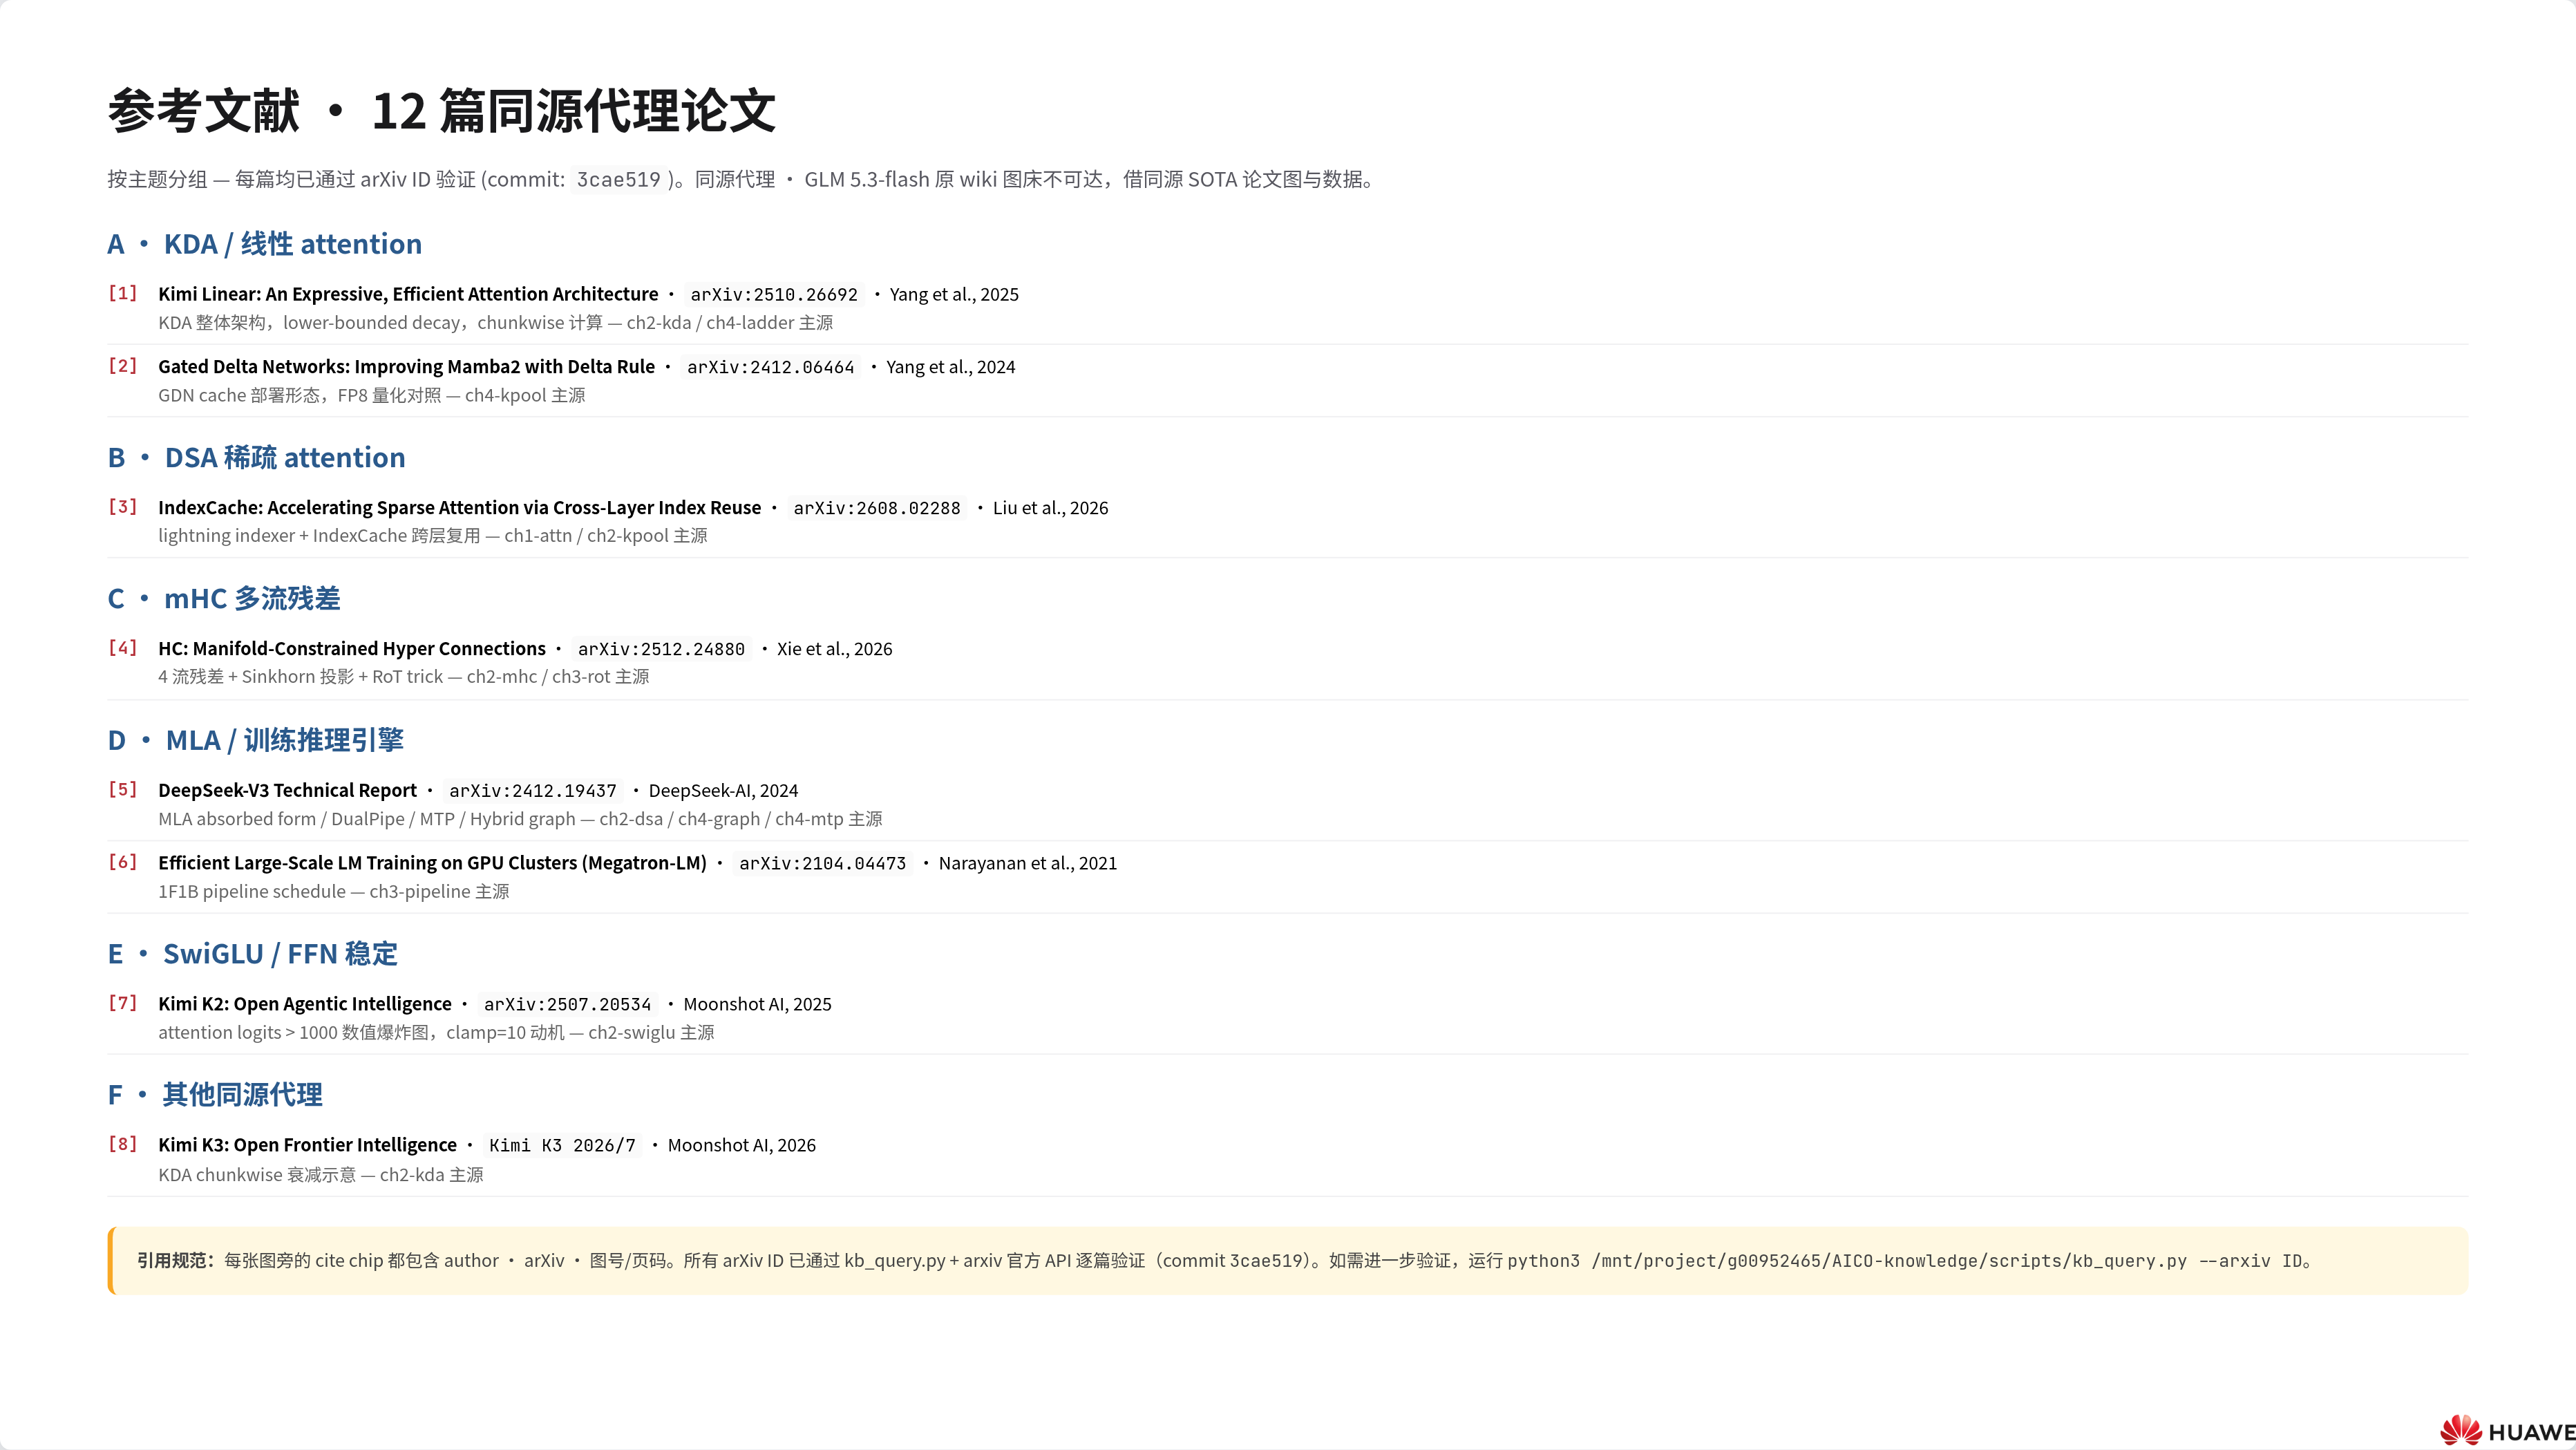 参考文献 · 12 篇同源代理论文
按主题分组 — 每篇均已通过 arXiv ID 验证 (commit: 3cae519 )。同源代理 · GLM 5.3-flash 原 wiki 图床不可达，借同源 SOTA 论文图与数据。
A · KDA / 线性 attention
[1] Kimi Linear: An Expressive, Efficient Attention Architecture · arXiv:2510.26692 · Yang et al., 2025
KDA 整体架构，lower-bounded decay，chunkwise 计算 — ch2-kda / ch4-ladder 主源
[2] Gated Delta Networks: Improving Mamba2 with Delta Rule · arXiv:2412.06464 · Yang et al., 2024
GDN cache 部署形态，FP8 量化对照 — ch4-kpool 主源
B · DSA 稀疏 attention
[3] IndexCache: Accelerating Sparse Attention via Cross-Layer Index Reuse · arXiv:2608.02288 · Liu et al., 2026
lightning indexer + IndexCache 跨层复用 — ch1-attn / ch2-kpool 主源
C · mHC 多流残差
[4] HC: Manifold-Constrained Hyper Connections · arXiv:2512.24880 · Xie et al., 2026
4 流残差 + Sinkhorn 投影 + RoT trick — ch2-mhc / ch3-rot 主源
D · MLA / 训练推理引擎
[5] DeepSeek-V3 Technical Report · arXiv:2412.19437 · DeepSeek-AI, 2024
MLA absorbed form / DualPipe / MTP / Hybrid graph — ch2-dsa / ch4-graph / ch4-mtp 主源
[6] Efficient Large-Scale LM Training on GPU Clusters (Megatron-LM) · arXiv:2104.04473 · Narayanan et al., 2021
1F1B pipeline schedule — ch3-pipeline 主源
E · SwiGLU / FFN 稳定
[7] Kimi K2: Open Agentic Intelligence · arXiv:2507.20534 · Moonshot AI, 2025
attention logits > 1000 数值爆炸图，clamp=10 动机 — ch2-swiglu 主源
F · 其他同源代理
[8] Kimi K3: Open Frontier Intelligence · Kimi K3 2026/7 · Moonshot AI, 2026
KDA chunkwise 衰减示意 — ch2-kda 主源
引用规范：每张图旁的 cite chip 都包含 author · arXiv · 图号/页码。所有 arXiv ID 已通过 kb_query.py + arxiv 官方 API 逐篇验证（commit 3cae519）。如需进一步验证，运行 python3 /mnt/project/g00952465/AICO-knowledge/scripts/kb_query.py --arxiv ID。
HUAWE